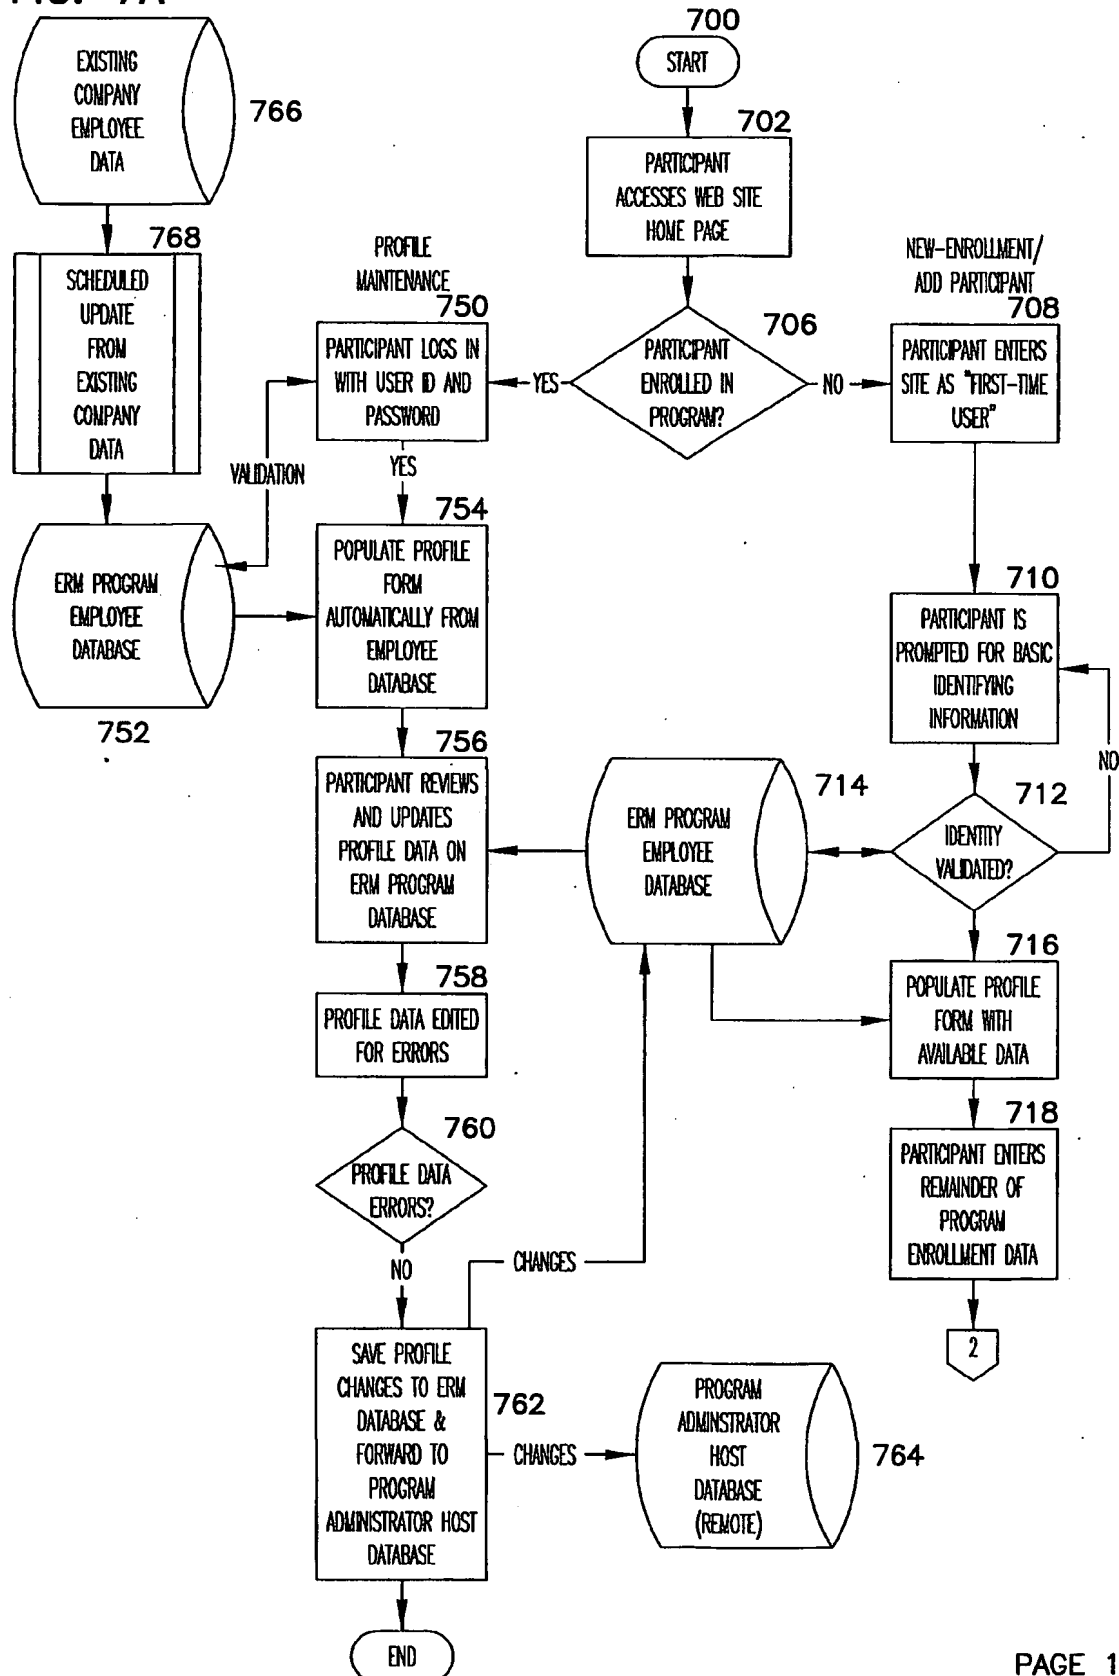 FIG. 7A
EXISTING
COMPANY
EMPLOYEE
DATA
766
768
SCHEDULED
UPDATE
FROM
EXISTING
COMPANY
DATA
ERM PROGRAM
EMPLOYEE
DATABASE
752
VALIDATION
700
START
702
PARTICIPANT
ACCESSES WEB SITE
HOME PAGE
706
PARTICIPANT
ENROLLED IN
PROGRAM?
YES
NO
PROFILE
MAINTENANCE
750
PARTICIPANT LOGS IN
WITH USER ID AND
PASSWORD
YES
754
POPULATE PROFILE
FORM
AUTOMATICALLY FROM
EMPLOYEE
DATABASE
756
PARTICIPANT REVIEWS
AND UPDATES
PROFILE DATA ON
ERM PROGRAM
DATABASE
758
PROFILE DATA EDITED
FOR ERRORS
760
PROFILE DATA
ERRORS?
NO
CHANGES
SAVE PROFILE
CHANGES TO ERM
DATABASE &
FORWARD TO
PROGRAM
ADMINISTRATOR HOST
DATABASE
762
CHANGES
PROGRAM
ADMINSTRATOR
HOST
DATABASE
(REMOTE)
764
END
NEW-ENROLLMENT/
ADD PARTICIPANT
708
PARTICIPANT ENTERS
SITE AS "FIRST-TIME
USER"
710
PARTICIPANT IS
PROMPTED FOR BASIC
IDENTIFYING
INFORMATION
NO
712
IDENTITY
VALIDATED?
714
ERM PROGRAM
EMPLOYEE
DATABASE
716
POPULATE PROFILE
FORM WITH
AVAILABLE DATA
718
PARTICIPANT ENTERS
REMAINDER OF
PROGRAM
ENROLLMENT DATA
2
PAGE 1